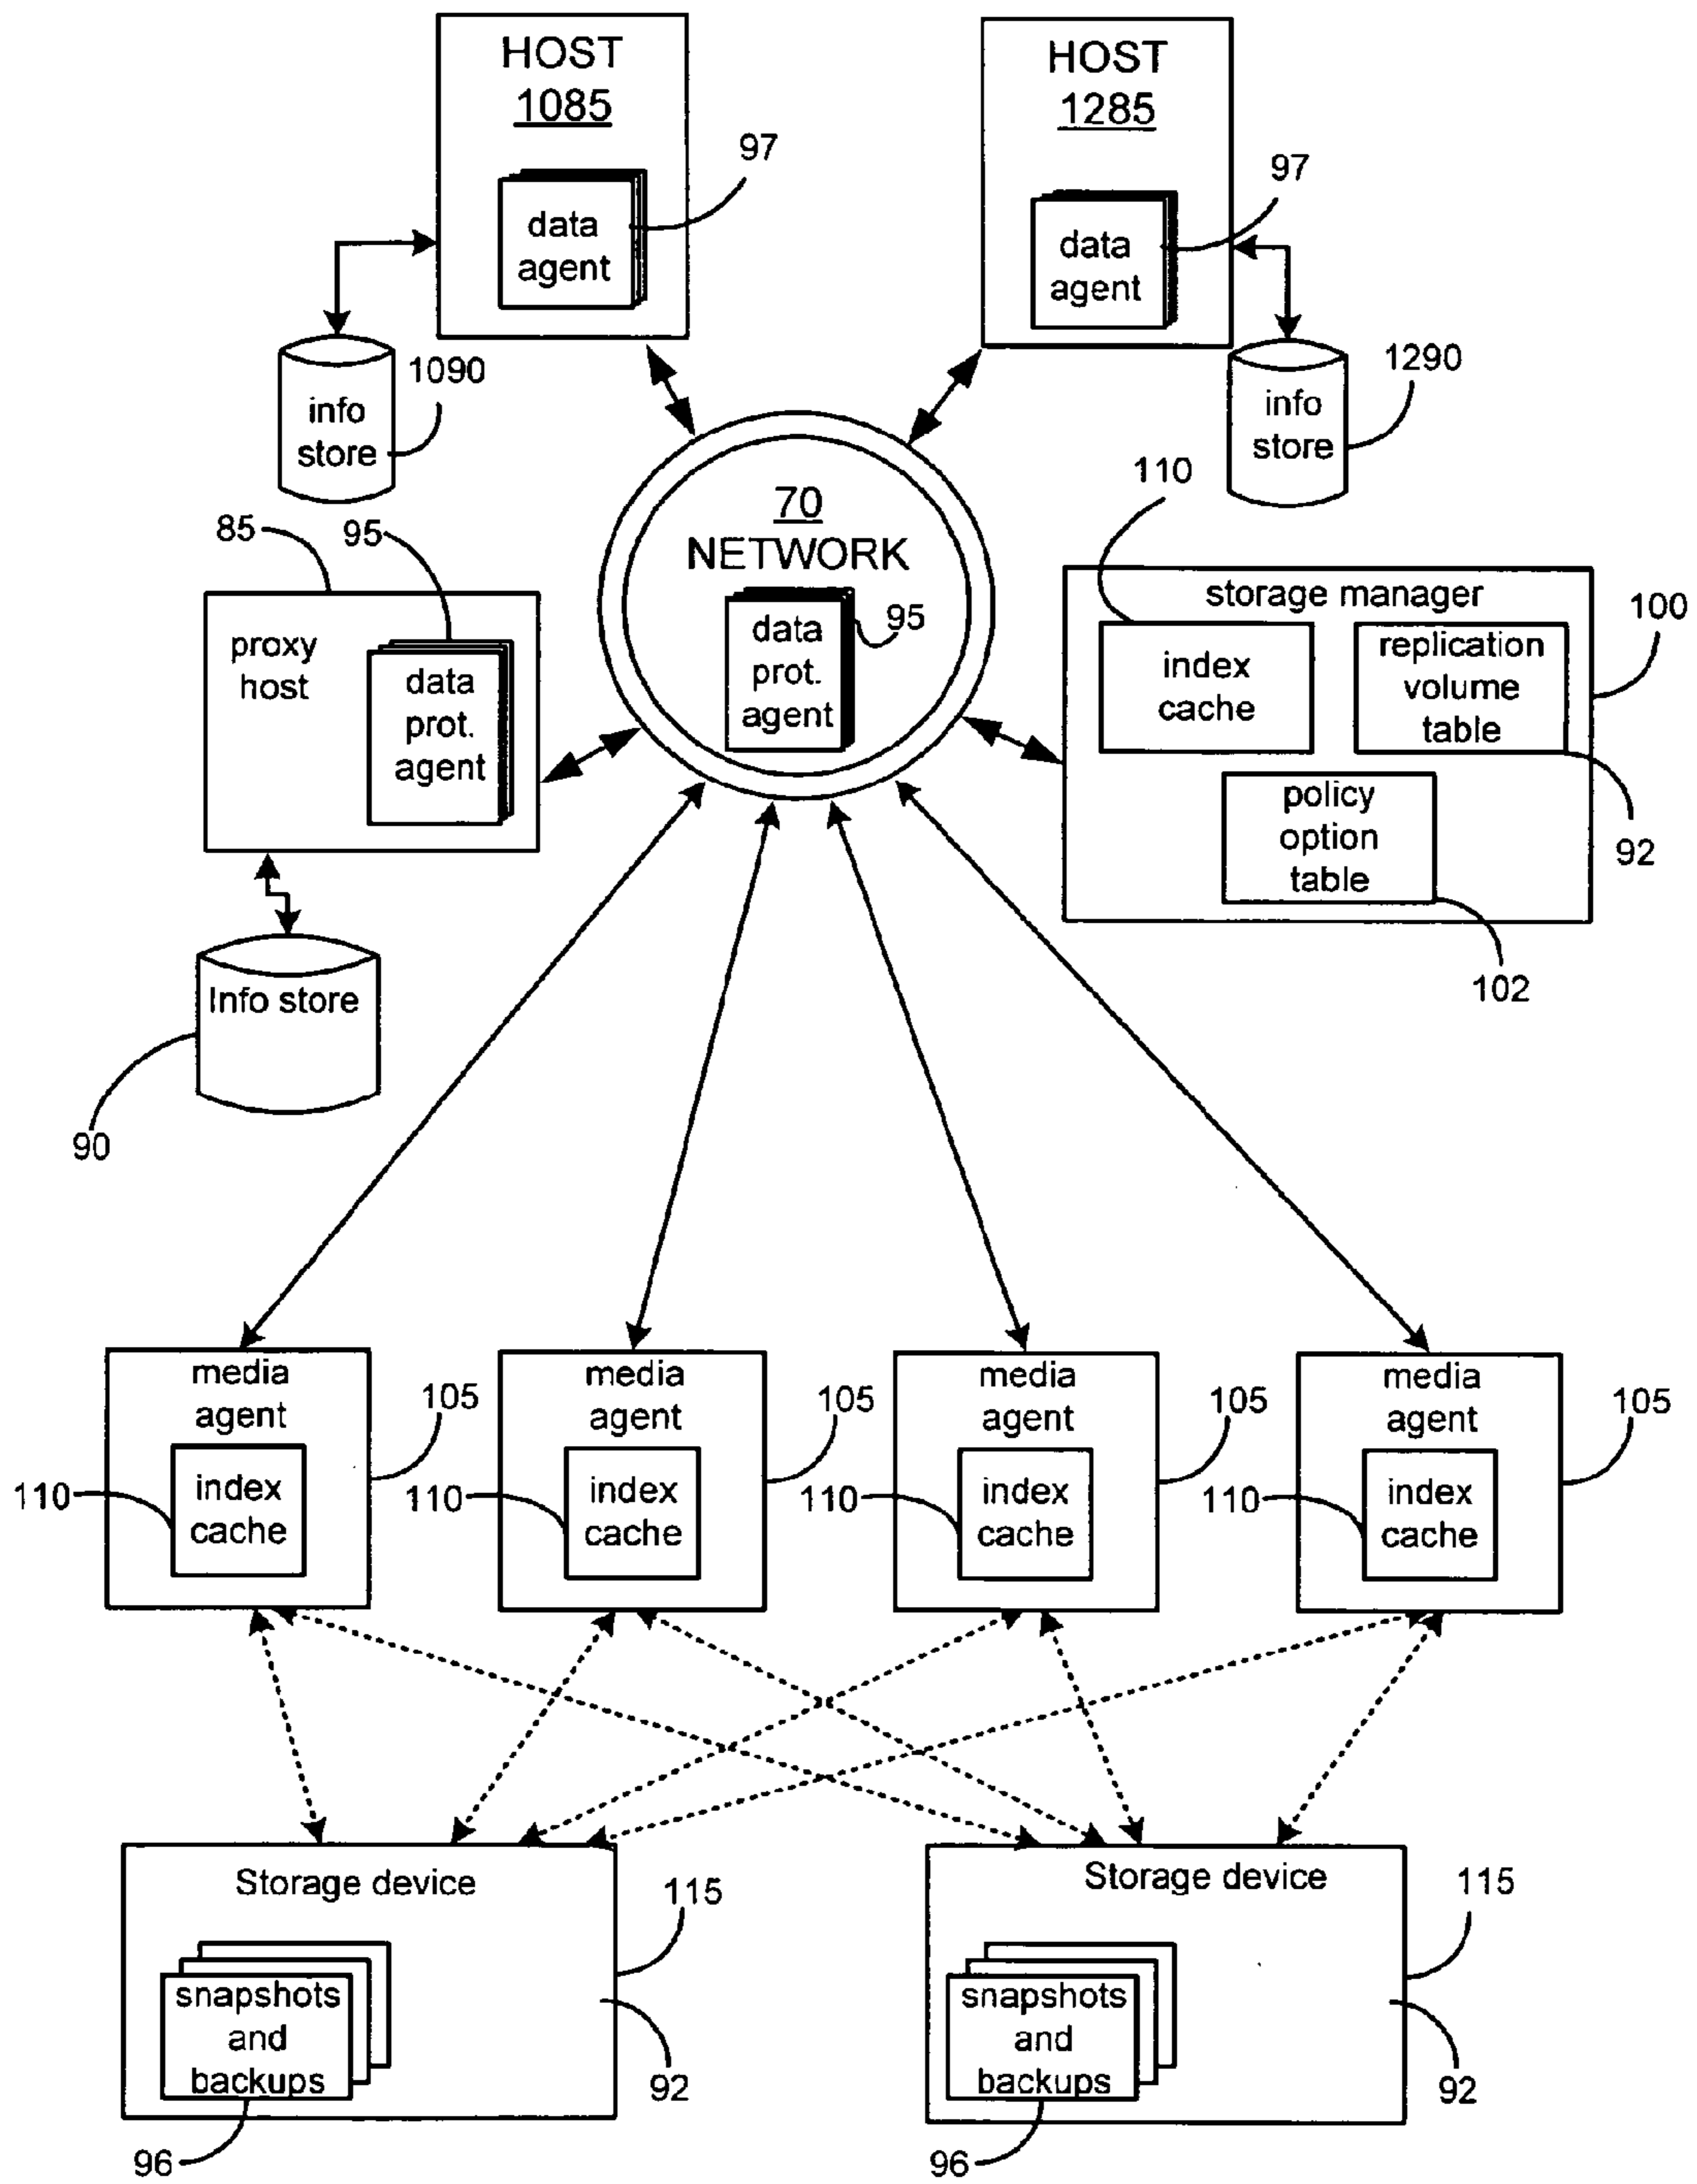 HOST
1085
data
agent
97
HOST
1285
data
agent
97
info
store
1090
info
store
1290
70
NETWORK
data
prot.
agent
95
85
95
proxy
host
data
prot.
agent
110
storage manager
100
index
cache
replication
volume
table
policy
option
table
92
102
Info store
90
media
agent
105
index
cache
110
media
agent
105
index
cache
110
media
agent
105
index
cache
110
media
agent
105
index
cache
110
Storage device
115
snapshots
and
backups
92
96
Storage device
115
snapshots
and
backups
92
96